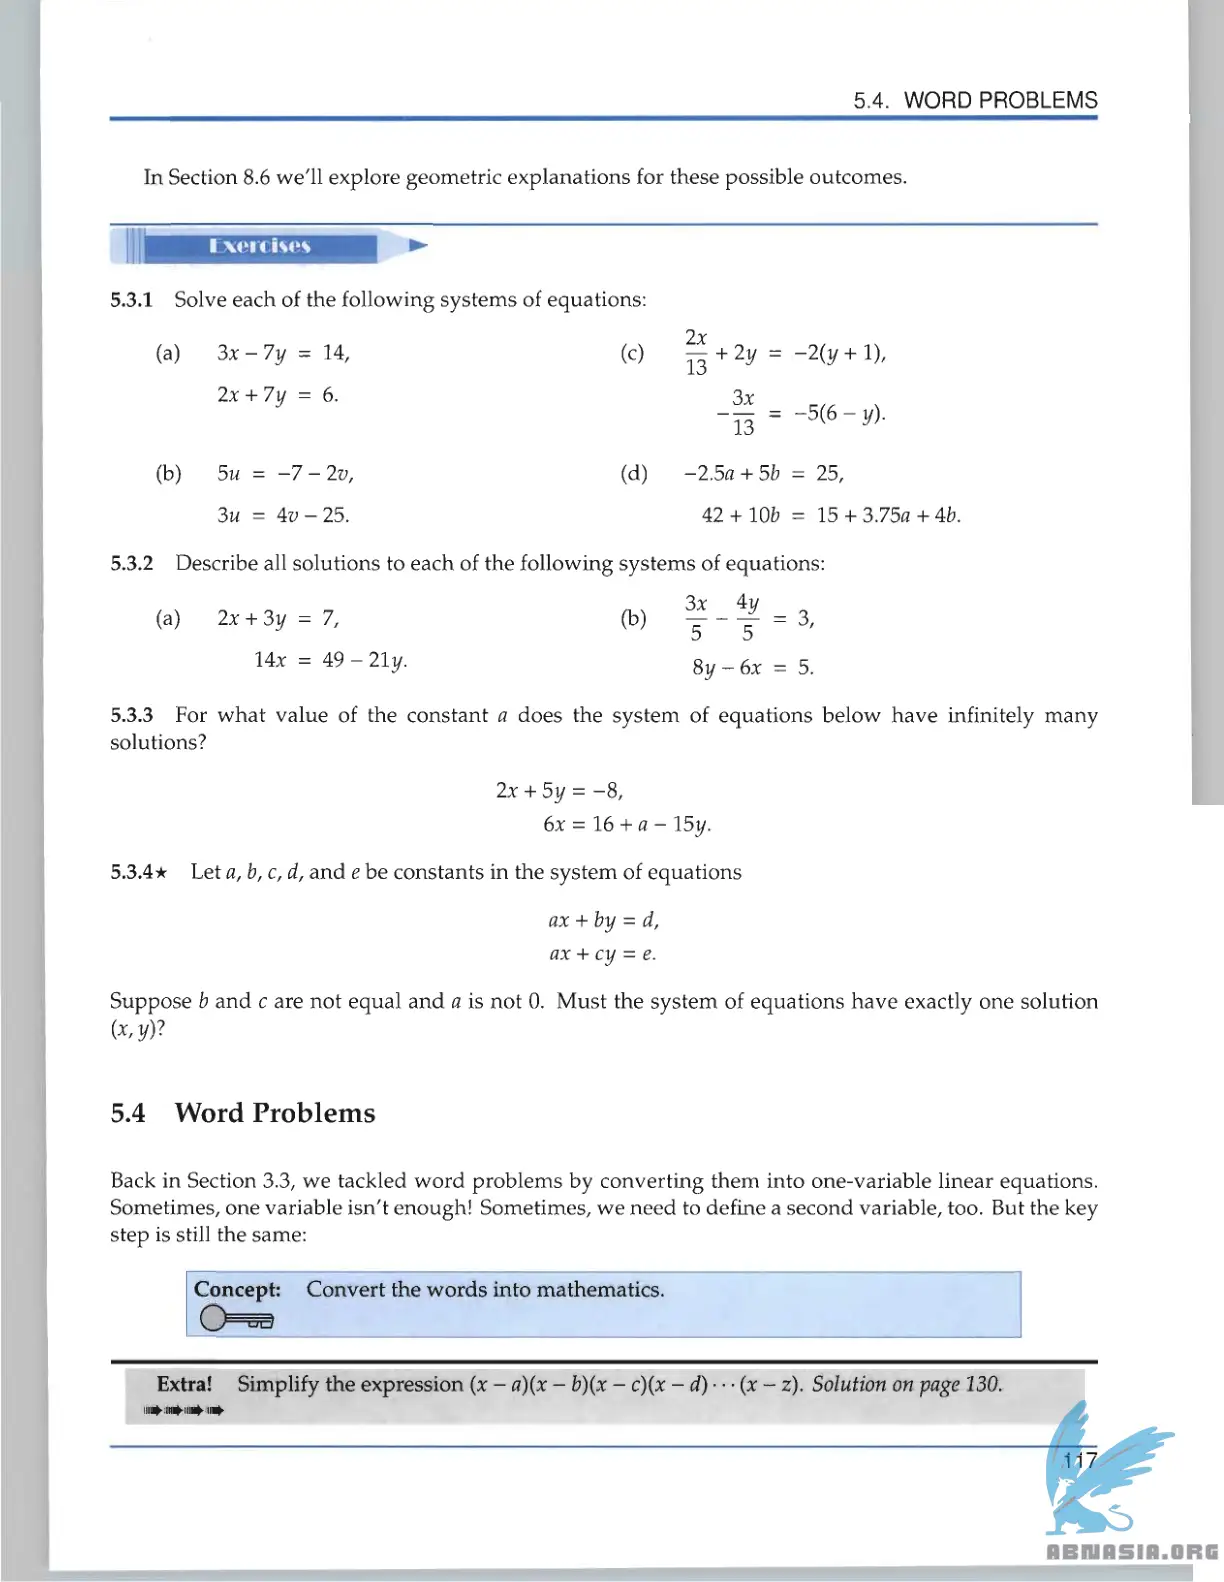 5.4. WORD PROBLEMS
In Section 8.6 we'll explore geometric explanations for these possible outcomes.
Exercises
5.3.1 Solve each of the following systems of equations:
(a) 3x − 7y = 14,
2x + 7y = 6.
(c) 2x/13 + 2y = −2(y + 1),
−3x/13 = −5(6 − y).
(b) 5u = −7 − 2v,
3u = 4v − 25.
(d) −2.5a + 5b = 25,
42 + 10b = 15 + 3.75a + 4b.
5.3.2 Describe all solutions to each of the following systems of equations:
(a) 2x + 3y = 7,
14x = 49 − 21y.
(b) 3x/5 − 4y/5 = 3,
8y − 6x = 5.
5.3.3 For what value of the constant a does the system of equations below have infinitely many
solutions?
2x + 5y = −8,
6x = 16 + a − 15y.
5.3.4★ Let a, b, c, d, and e be constants in the system of equations
ax + by = d,
ax + cy = e.
Suppose b and c are not equal and a is not 0. Must the system of equations have exactly one solution
(x, y)?
5.4 Word Problems
Back in Section 3.3, we tackled word problems by converting them into one-variable linear equations.
Sometimes, one variable isn't enough! Sometimes, we need to define a second variable, too. But the key
step is still the same:
Concept: Convert the words into mathematics.
Extra! Simplify the expression (x − a)(x − b)(x − c)(x − d) ··· (x − z). Solution on page 130.
117
ABNASIA.ORG